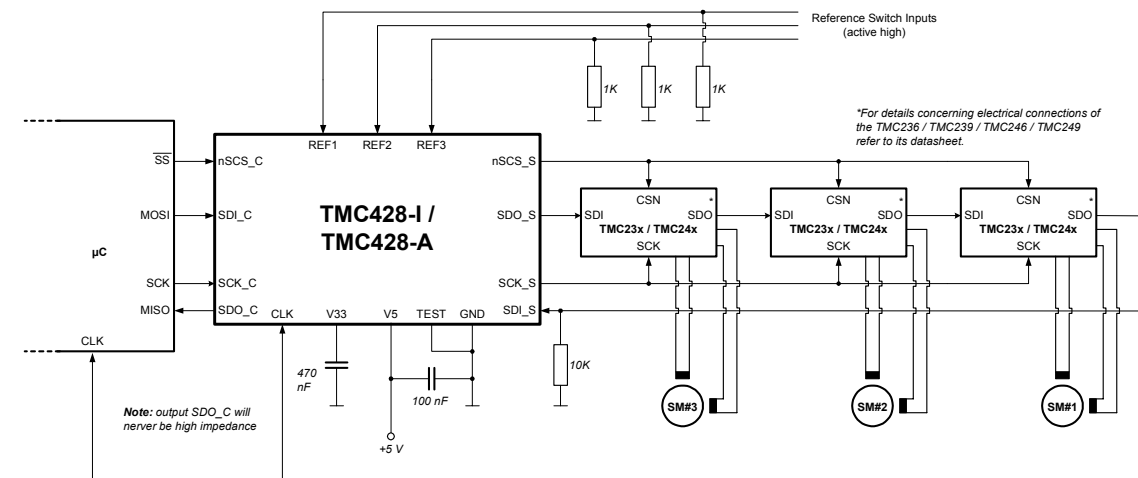 Reference Switch Inputs
(active high)
1K
1K
1K
*For details concerning electrical connections of
the TMC236 / TMC239 / TMC246 / TMC249
refer to its datasheet.
REF1
REF2
REF3
SS
nSCS_C
nSCS_S
MOSI
SDI_C
TMC428-I /
TMC428-A
SDO_S
µC
SCK
SCK_C
SCK_S
MISO
SDO_C
SDI_S
CLK
V33
V5
TEST
GND
CLK
CSN
*
SDI
SDO
TMC23x / TMC24x
SCK
CSN
*
SDI
SDO
TMC23x / TMC24x
SCK
CSN
*
SDI
SDO
TMC23x / TMC24x
SCK
470
nF
100 nF
10K
+5 V
Note: output SDO_C will
nerver be high impedance
SM#3
SM#2
SM#1